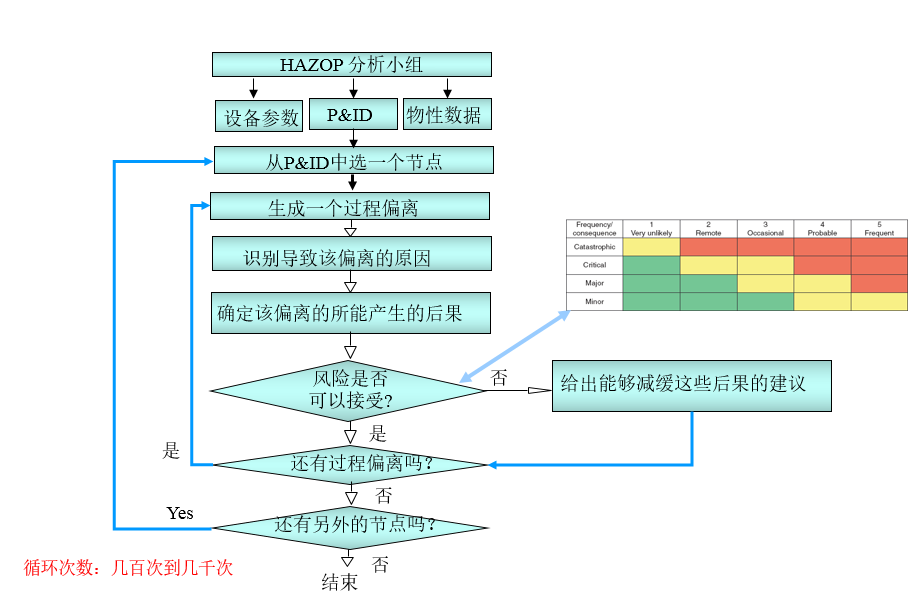 HAZOP 分析小组
设备参数
P&ID
物性数据
从P&ID中选一个节点
生成一个过程偏离
识别导致该偏离的原因
确定该偏离的所能产生的后果
风险是否
可以接受?
否
给出能够减缓这些后果的建议
是
是
还有过程偏离吗?
否
Yes
还有另外的节点吗?
否
结束
循环次数：几百次到几千次
Frequency/
consequence
1
Very unlikely
2
Remote
3
Occasional
4
Probable
5
Frequent
Catastrophic
Critical
Major
Minor